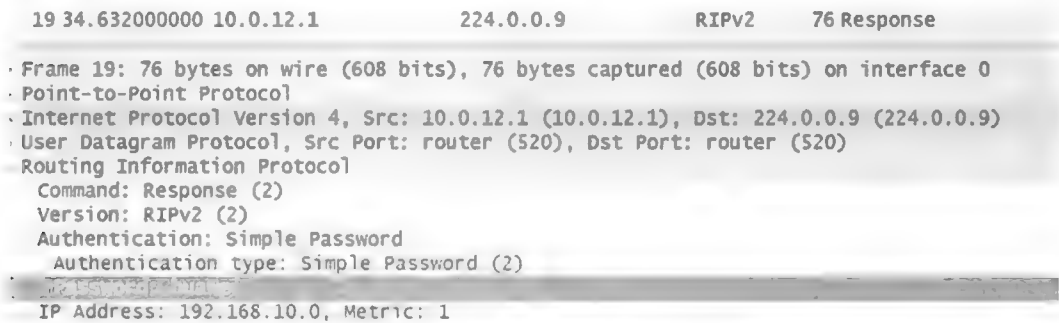 19 34.632000000 10.0.12.1 224.0.0.9 RIPv2 76 Response
Frame 19: 76 bytes on wire (608 bits), 76 bytes captured (608 bits) on interface 0
Point-to-Point Protocol
Internet Protocol Version 4, Src: 10.0.12.1 (10.0.12.1), Dst: 224.0.0.9 (224.0.0.9)
User Datagram Protocol, Src Port: router (520), Dst Port: router (520)
Routing Information Protocol
Command: Response (2)
Version: RIPv2 (2)
Authentication: Simple Password
Authentication type: Simple Password (2)
IP Address: 192.168.10.0, Metric: 1